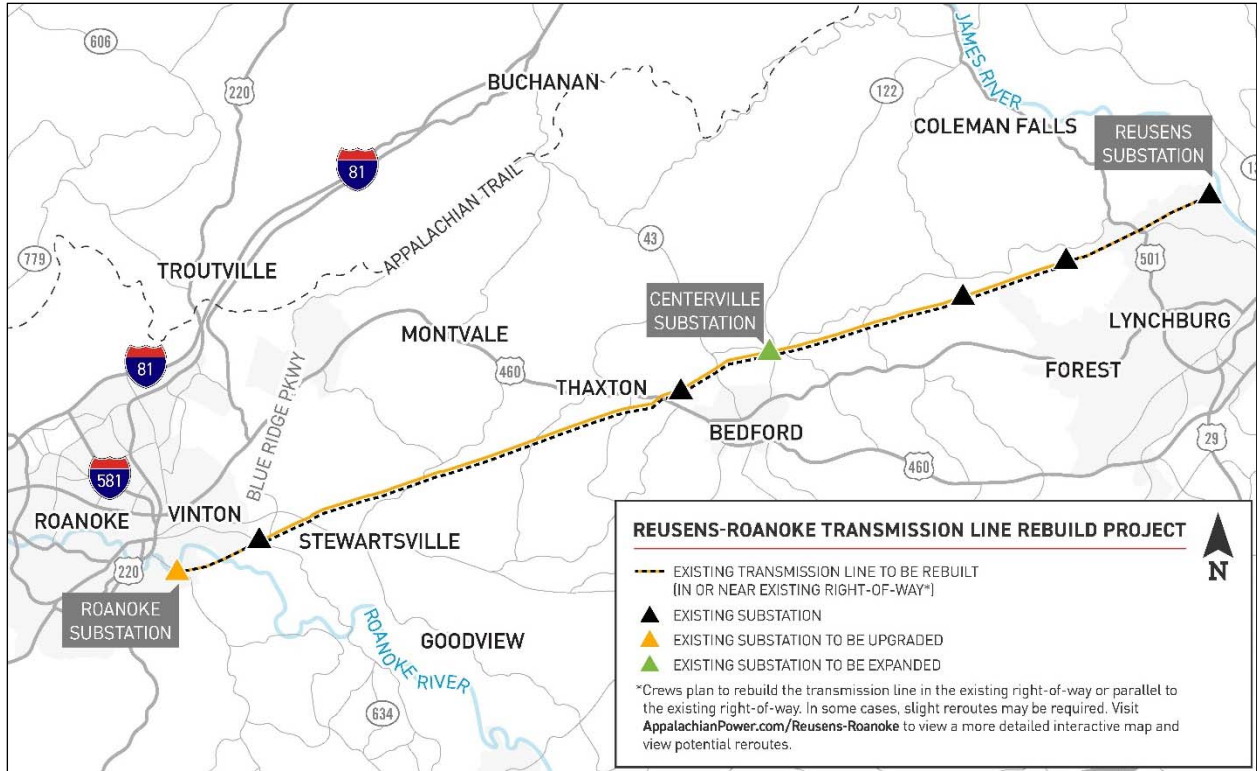 606
220
BUCHANAN
81
122
JAMES RIVER
COLEMAN FALLS
REUSENS
SUBSTATION
779
TROUTVILLE
APPALACHIAN TRAIL
43
501
CENTERVILLE
SUBSTATION
LYNCHBURG
MONTVALE
81
460
THAXTON
FOREST
BLUE RIDGE PKWY
BEDFORD
29
460
581
ROANOKE
VINTON
STEWARTSVILLE
220
ROANOKE
SUBSTATION
ROANOKE RIVER
GOODVIEW
634
REUSENS-ROANOKE TRANSMISSION LINE REBUILD PROJECT
N
EXISTING TRANSMISSION LINE TO BE REBUILT
(IN OR NEAR EXISTING RIGHT-OF-WAY*)
EXISTING SUBSTATION
EXISTING SUBSTATION TO BE UPGRADED
EXISTING SUBSTATION TO BE EXPANDED
*Crews plan to rebuild the transmission line in the existing right-of-way or parallel to
the existing right-of-way. In some cases, slight reroutes may be required. Visit
AppalachianPower.com/Reusens-Roanoke to view a more detailed interactive map and
view potential reroutes.